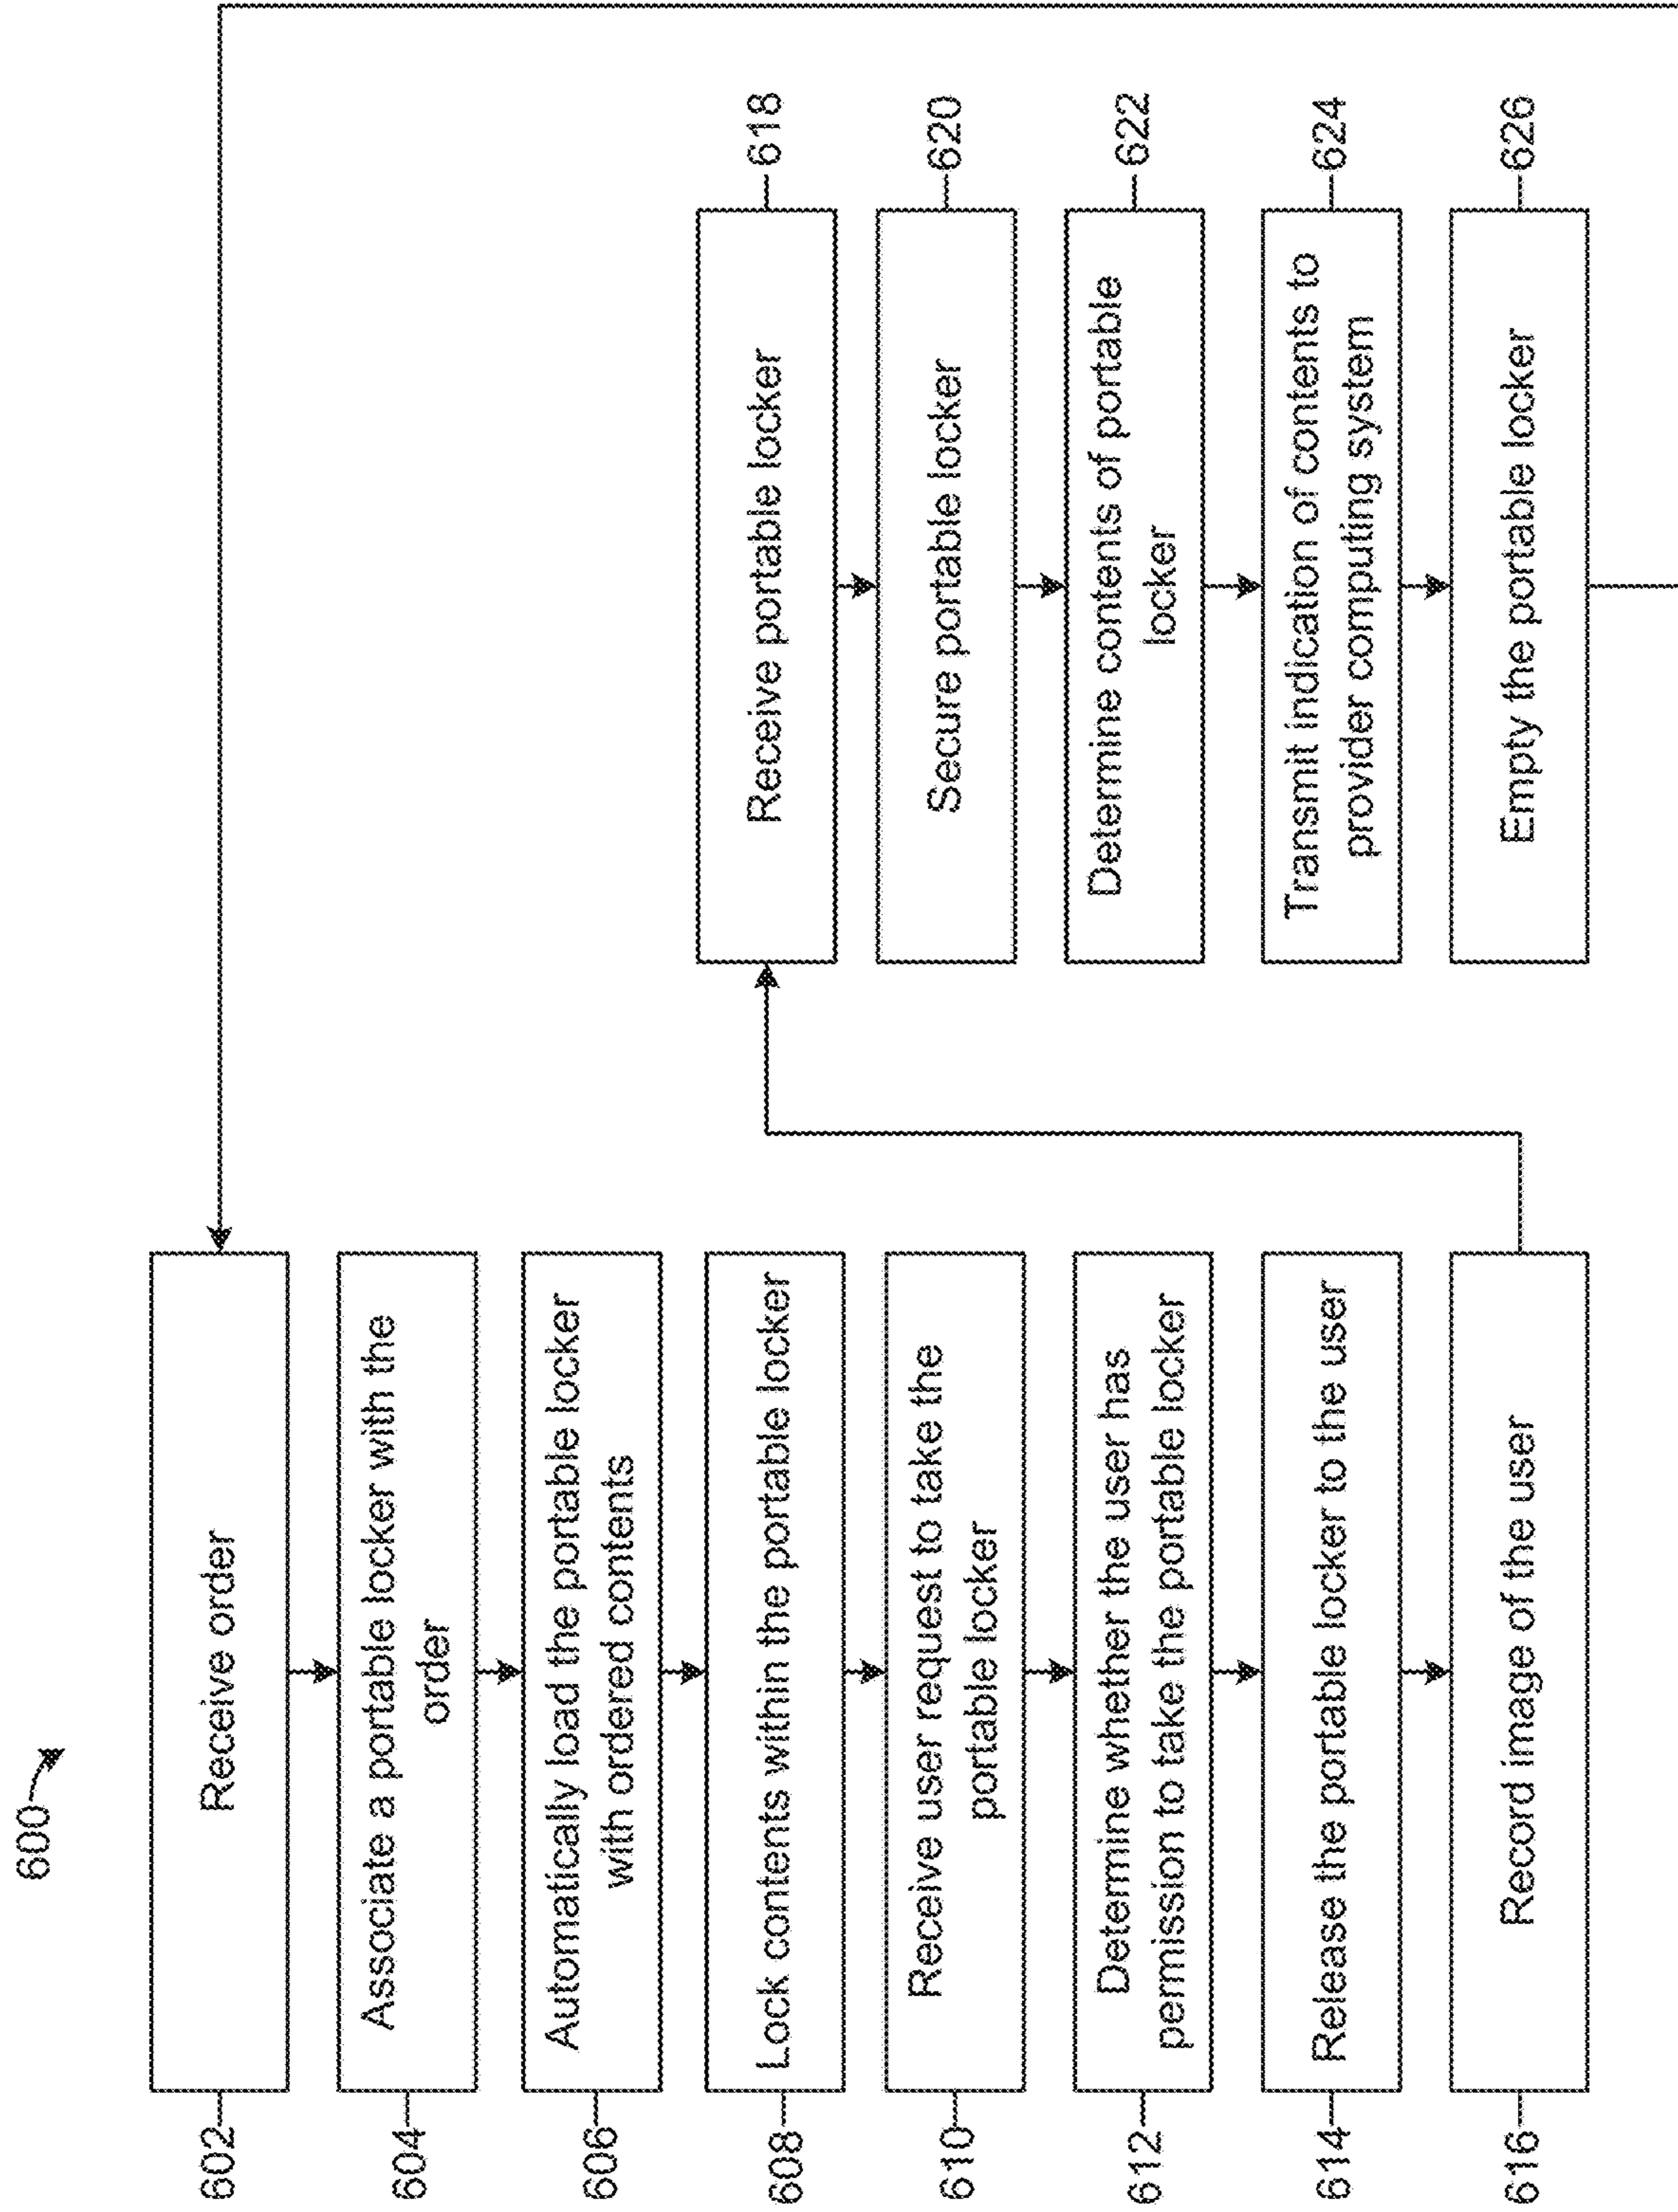 600
602
Receive order
604
Associate a portable locker with the
order
606
Automatically load the portable locker
with ordered contents
608
Lock contents within the portable locker
610
Receive user request to take the
portable locker
612
Determine whether the user has
permission to take the portable locker
614
Release the portable locker to the user
616
Record image of the user
Receive portable locker
618
Secure portable locker
620
Determine contents of portable
locker
622
Transmit indication of contents to
provider computing system
624
Empty the portable locker
626